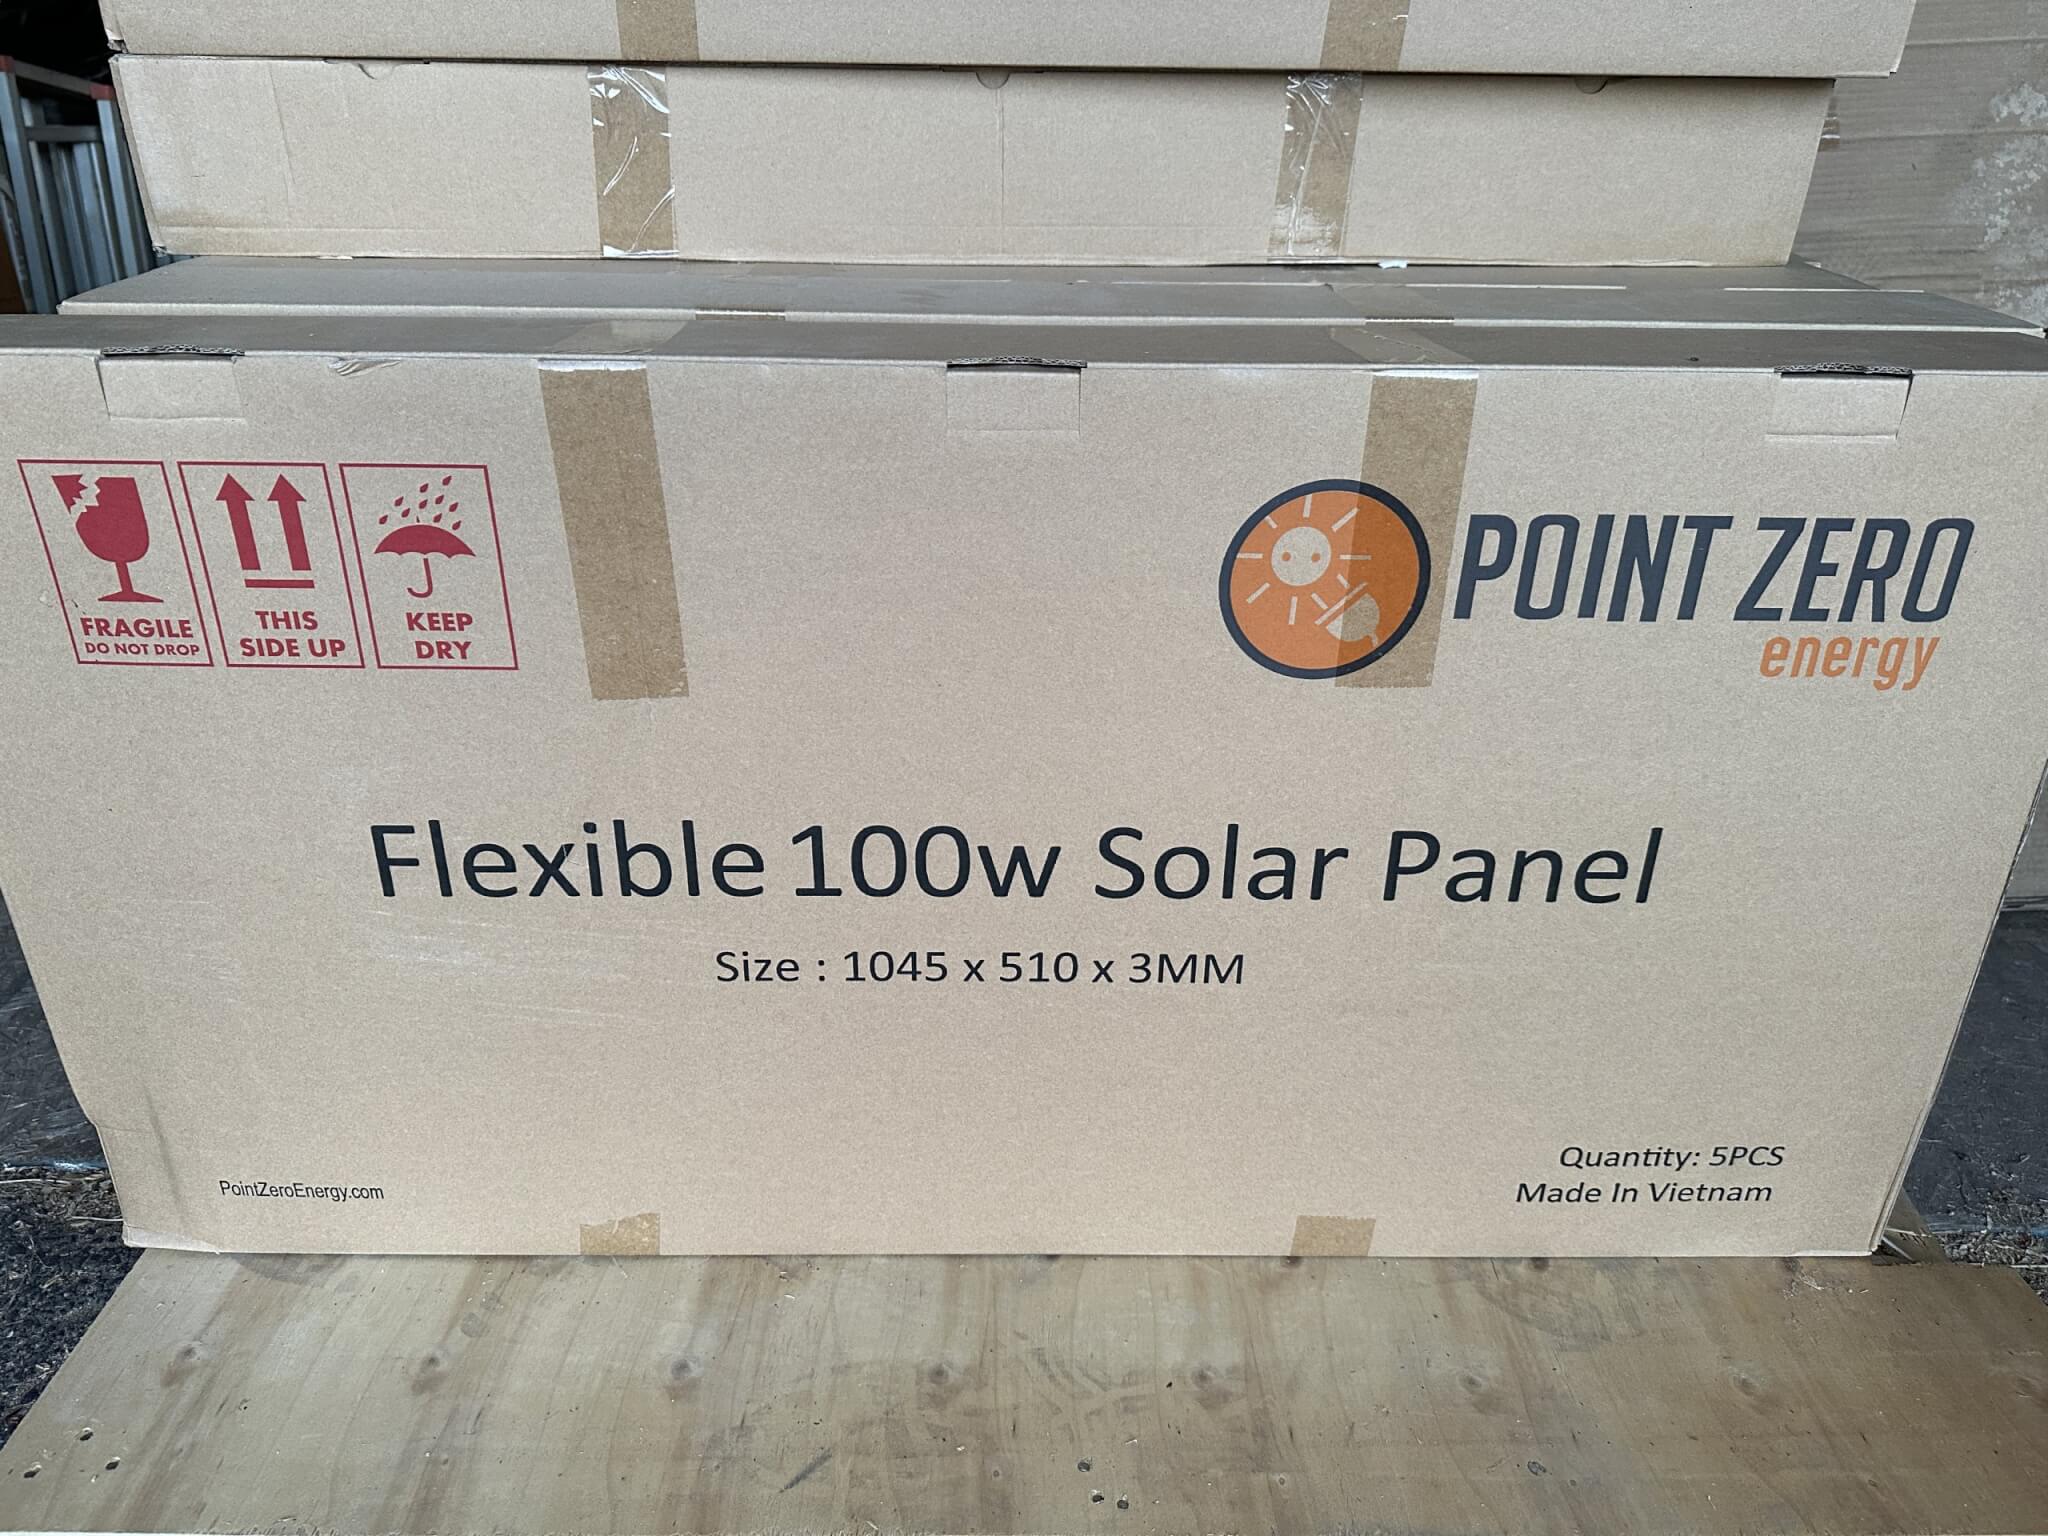 FRAGILE
DO NOT DROP
THIS
SIDE UP
KEEP
DRY
POINT ZERO
energy
Flexible 100w Solar Panel
Size : 1045 x 510 x 3MM
Quantity: 5PCS
Made In Vietnam
PointZeroEnergy.com